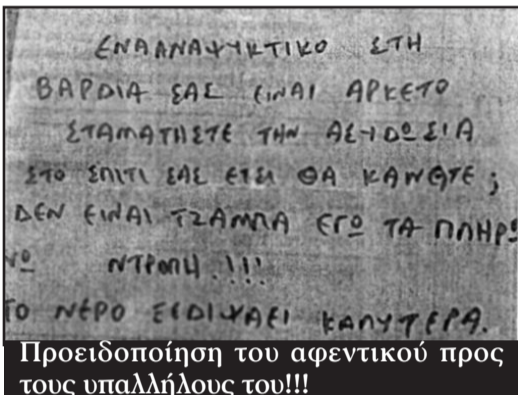 ΕΝΑ ΑΝΑΨΥΚΤΙΚΟ ΣΤΗ
ΒΑΡΔΙΑ ΣΑΣ ΕΙΝΑΙ ΑΡΚΕΤΟ
ΣΤΑΜΑΤΗΣΤΕ ΤΗΝ ΑΣΥΔΩΣΙΑ
ΣΤΟ ΣΠΙΤΙ ΣΑΣ ΕΤΣΙ ΘΑ ΚΑΝΑΤΕ;
ΔΕΝ ΕΙΝΑΙ ΤΖΑΜΠΑ ΕΓΩ ΤΑ ΠΛΗΡΩ
ΝΩ ΝΤΡΟΠΗ.!!!
ΤΟ ΝΕΡΟ ΞΕΔΙΨΑΕΙ ΚΑΛΥΤΕΡΑ.
Προειδοποίηση του αφεντικού προς
τους υπαλλήλους του!!!